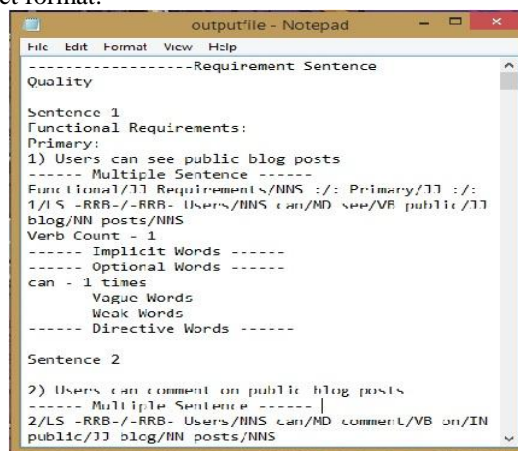 ct format.
outputfile - Notepad
File Edit Format View Help
------------------Requirement Sentence
Quality
Sentence 1
Functional Requirements:
Primary:
1) Users can see public blog posts
------ Multiple Sentence ------
Functional/JJ Requirements/NNS :/: Primary/JJ :/:
1/LS -RRB-/-RRB- Users/NNS can/MD see/VB public/JJ
blog/NN posts/NNS
Verb Count - 1
------ Implicit Words ------
------ Optional Words ------
can - 1 times
Vague Words
Weak Words
------ Directive Words ------
Sentence 2
2) Users can comment on public blog posts
------ Multiple Sentence ------
2/LS -RRB-/-RRB- Users/NNS can/MD comment/VB on/IN
public/JJ blog/NN posts/NNS